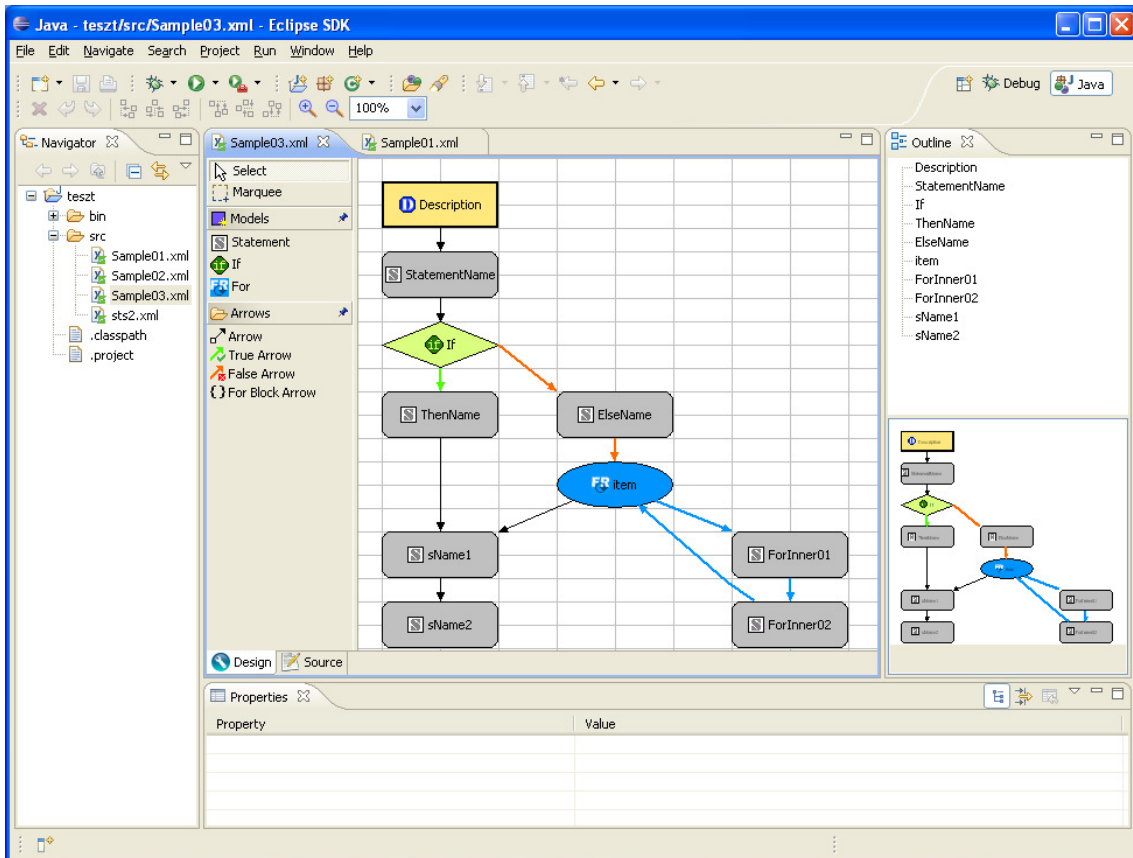 Java - teszt/src/Sample03.xml - Eclipse SDK
File Edit Navigate Search Project Run Window Help
Debug Java
100%
Navigator
teszt
bin
src
Sample01.xml
Sample02.xml
Sample03.xml
sts2.xml
.classpath
.project
Sample03.xml Sample01.xml
Select
Marquee
Models
Statement
If
For
Arrows
Arrow
True Arrow
False Arrow
For Block Arrow
Description
StatementName
If
ThenName
ElseName
item
sName1
ForInner01
sName2
ForInner02
Design Source
Outline
Description
StatementName
If
ThenName
ElseName
item
ForInner01
ForInner02
sName1
sName2
Properties
Property Value